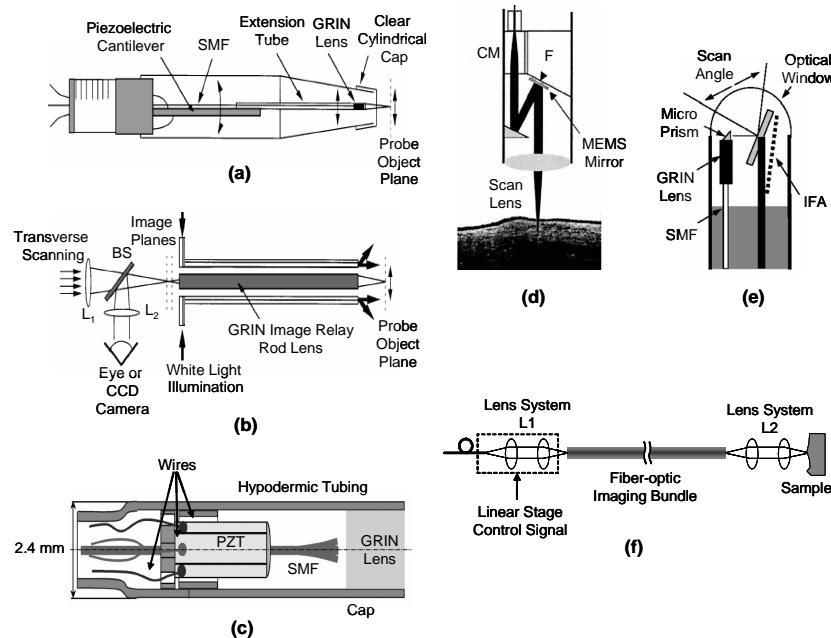 Piezoelectric
Cantilever
SMF
Extension
Tube
GRIN
Lens
Clear
Cylindrical
Cap
Probe
Object
Plane
(a)
Transverse
Scanning
BS
Image
Planes
L1
L2
Eye or
CCD
Camera
White Light
Illumination
GRIN Image Relay
Rod Lens
Probe
Object
Plane
(b)
Wires
Hypodermic Tubing
2.4 mm
PZT
SMF
GRIN
Lens
Cap
(c)
CM
F
MEMS
Mirror
Scan
Lens
(d)
Scan
Angle
Optical
Window
Micro
Prism
GRIN
Lens
SMF
IFA
(e)
Lens System
L1
Lens System
L2
Fiber-optic
Imaging Bundle
Sample
Linear Stage
Control Signal
(f)